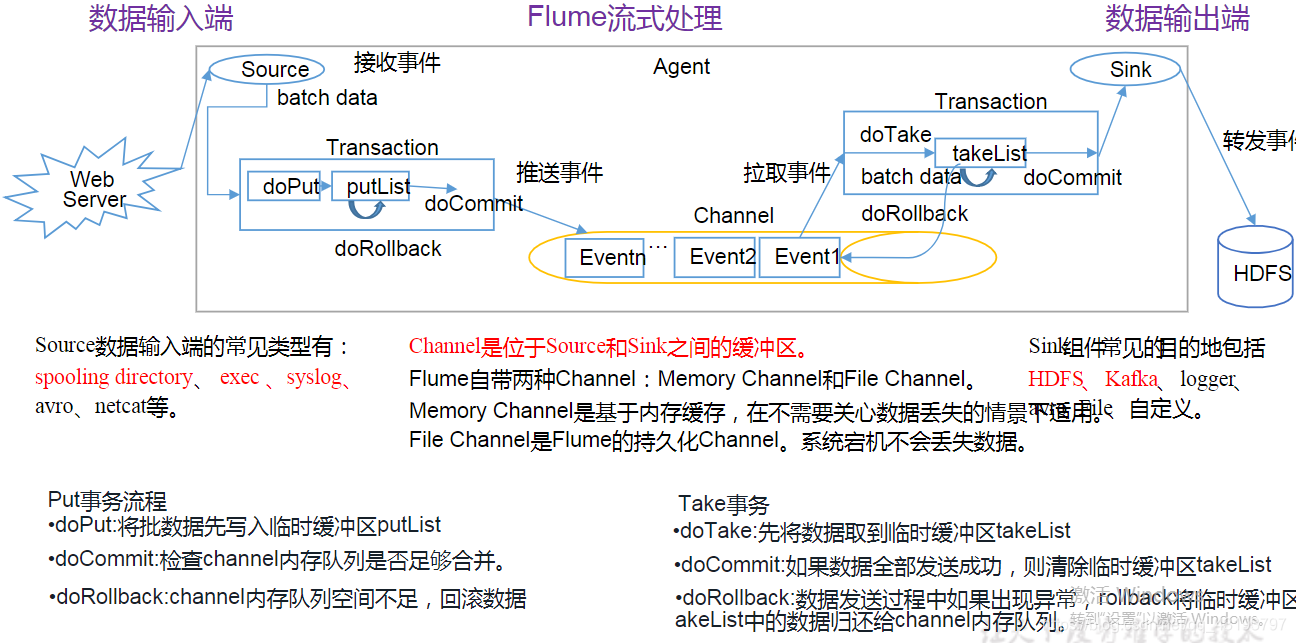 数据输入端
Flume流式处理
数据输出端
Source
接收事件
Agent
Sink
batch data
Transaction
Transaction
doTake
takeList
转发事件
Web
Server
doPut
putList
推送事件
拉取事件
batch data
doCommit
doCommit
doRollback
Channel
doRollback
Eventn
...
Event2
Event1
HDFS
Source数据输入端的常见类型有：
spooling directory、 exec 、syslog、
avro、netcat等。
Channel是位于Source和Sink之间的缓冲区。
Flume自带两种Channel：Memory Channel和File Channel。
Memory Channel是基于内存缓存，在不需要关心数据丢失的情景下适用。
File Channel是Flume的持久化Channel。系统宕机不会丢失数据。
Sink组件常见的目的地包括
HDFS、Kafka、logger、
avro、File、自定义。
Put事务流程
•doPut:将批数据先写入临时缓冲区putList
•doCommit:检查channel内存队列是否足够合并。
•doRollback:channel内存队列空间不足，回滚数据
Take事务
•doTake:先将数据取到临时缓冲区takeList
•doCommit:如果数据全部发送成功，则清除临时缓冲区takeList
•doRollback:数据发送过程中如果出现异常，rollback将临时缓冲区
akeList中的数据归还给channel内存队列。
激活 Windows
转到"设置"以激活 Windows。